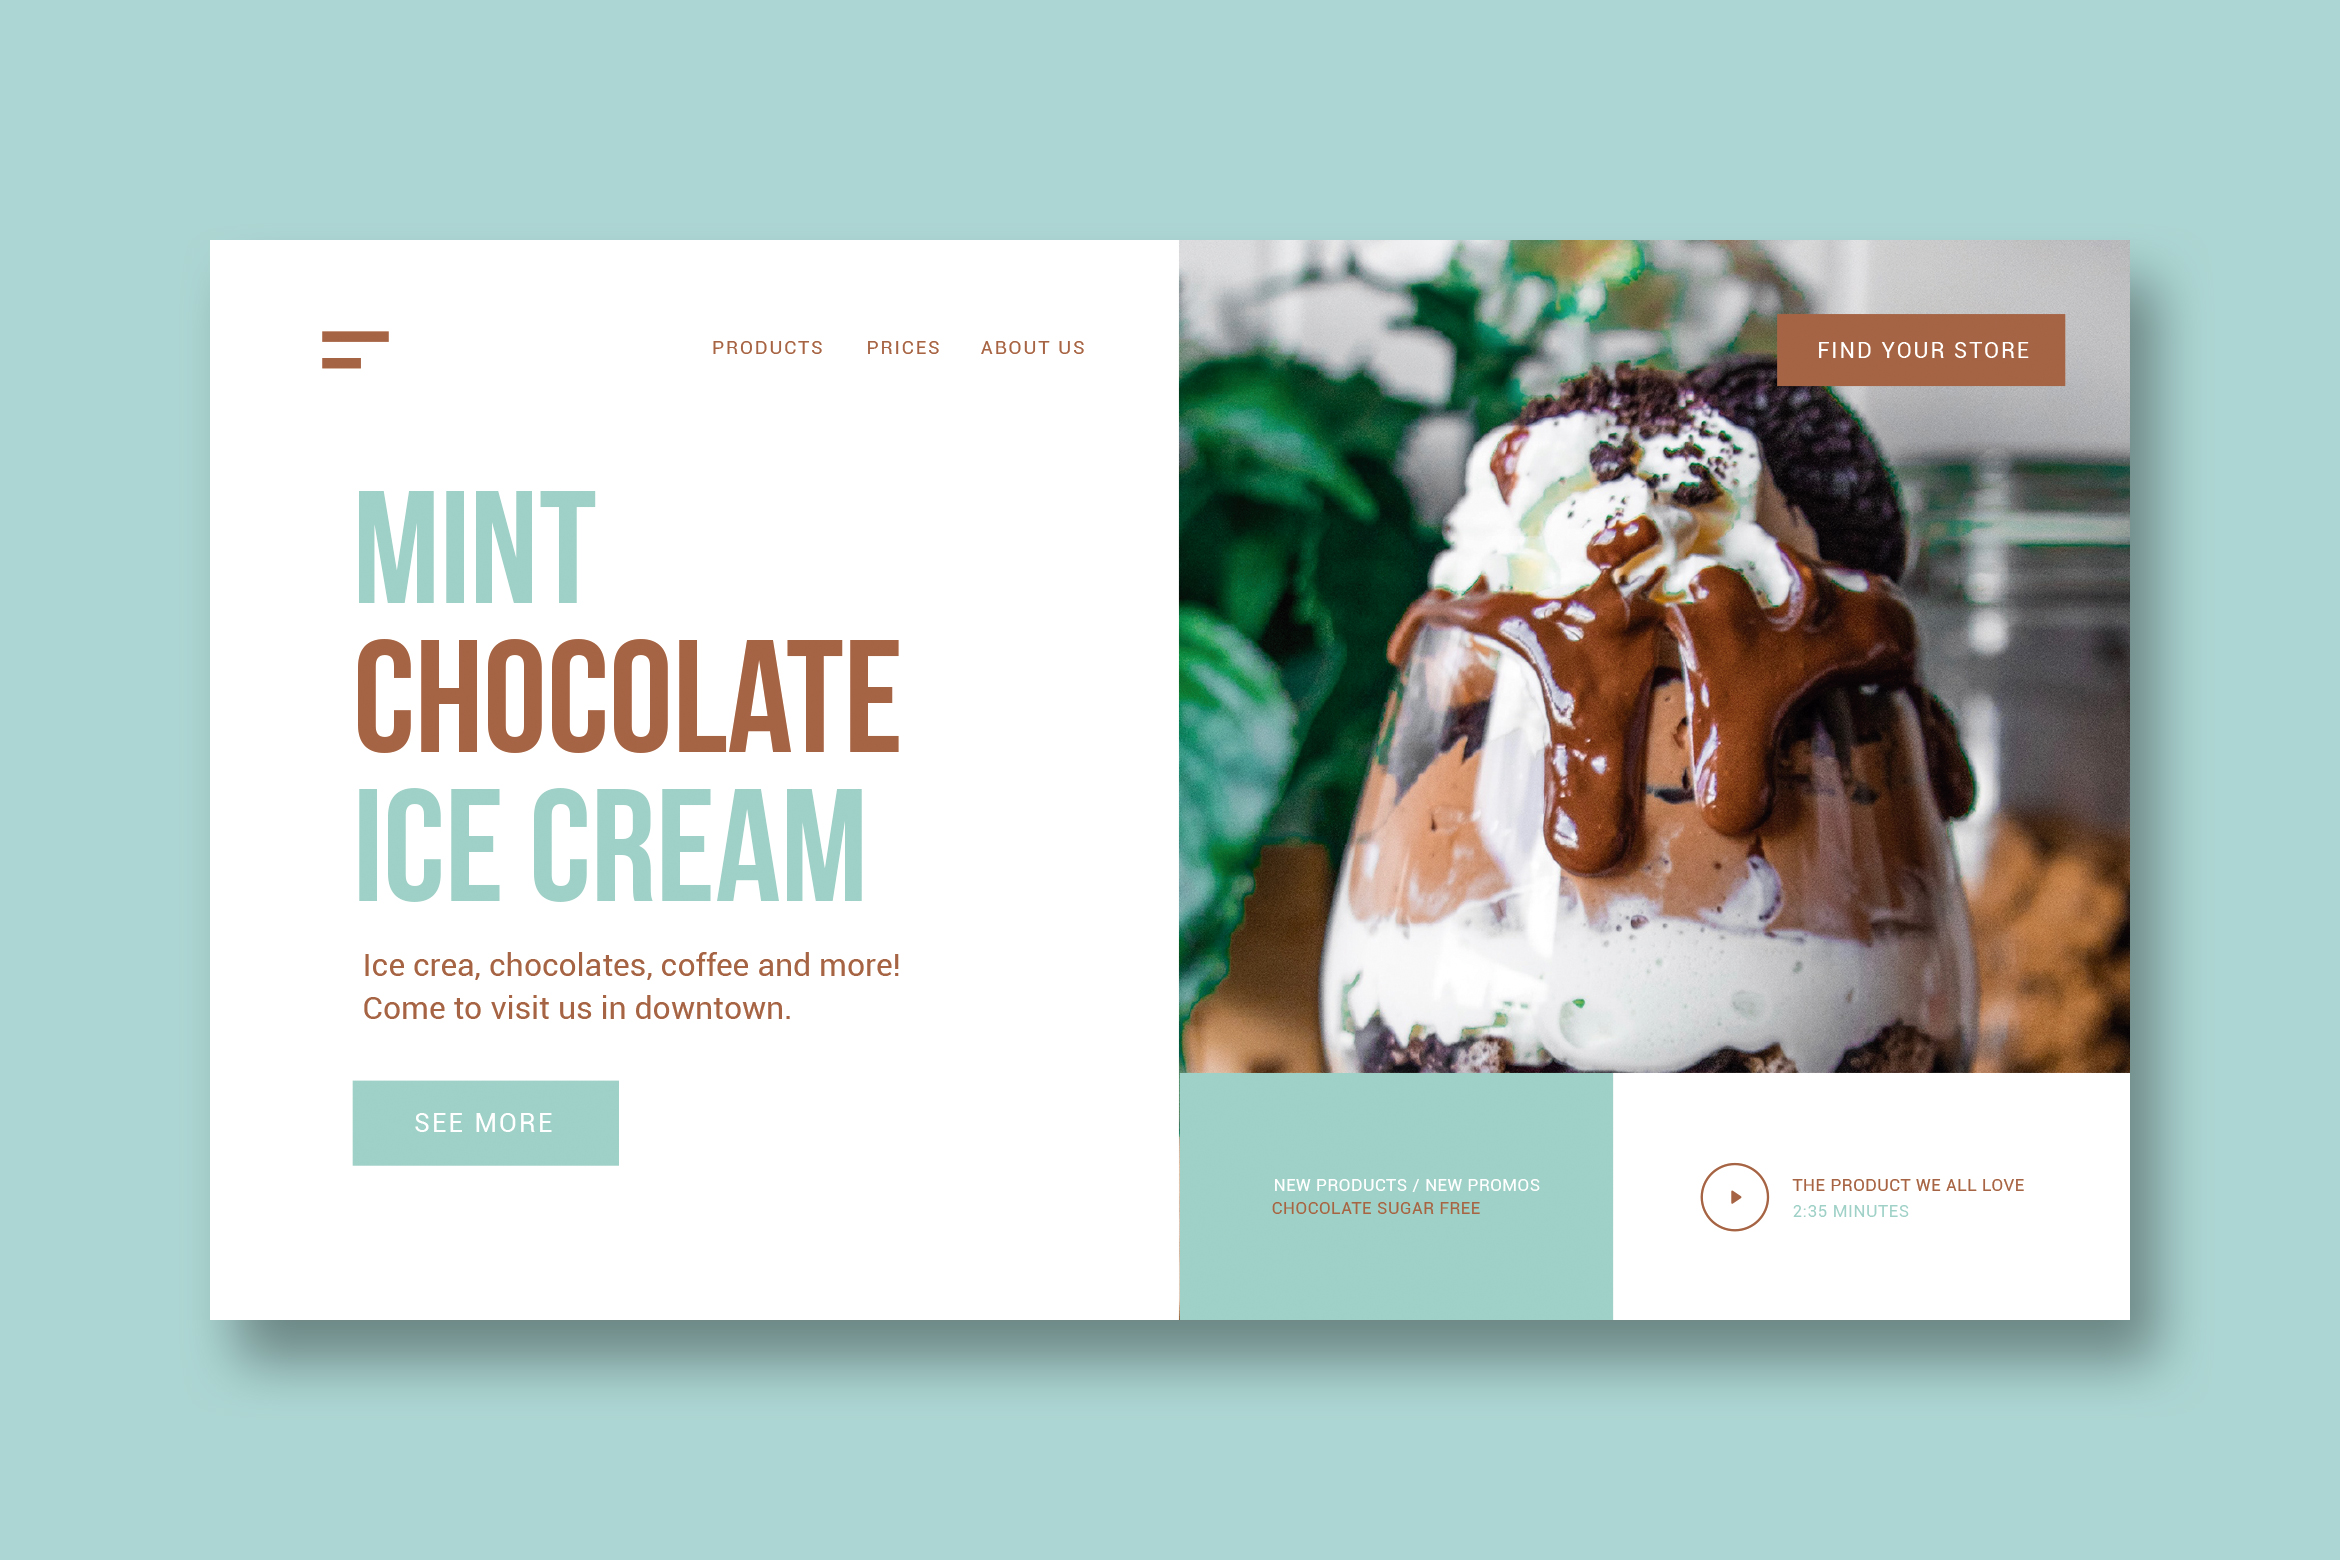 PRODUCTS PRICES ABOUT US
FIND YOUR STORE
MINT
CHOCOLATE
ICE CREAM
Ice crea, chocolates, coffee and more!
Come to visit us in downtown.
SEE MORE
NEW PRODUCTS / NEW PROMOS
CHOCOLATE SUGAR FREE
THE PRODUCT WE ALL LOVE
2:35 MINUTES